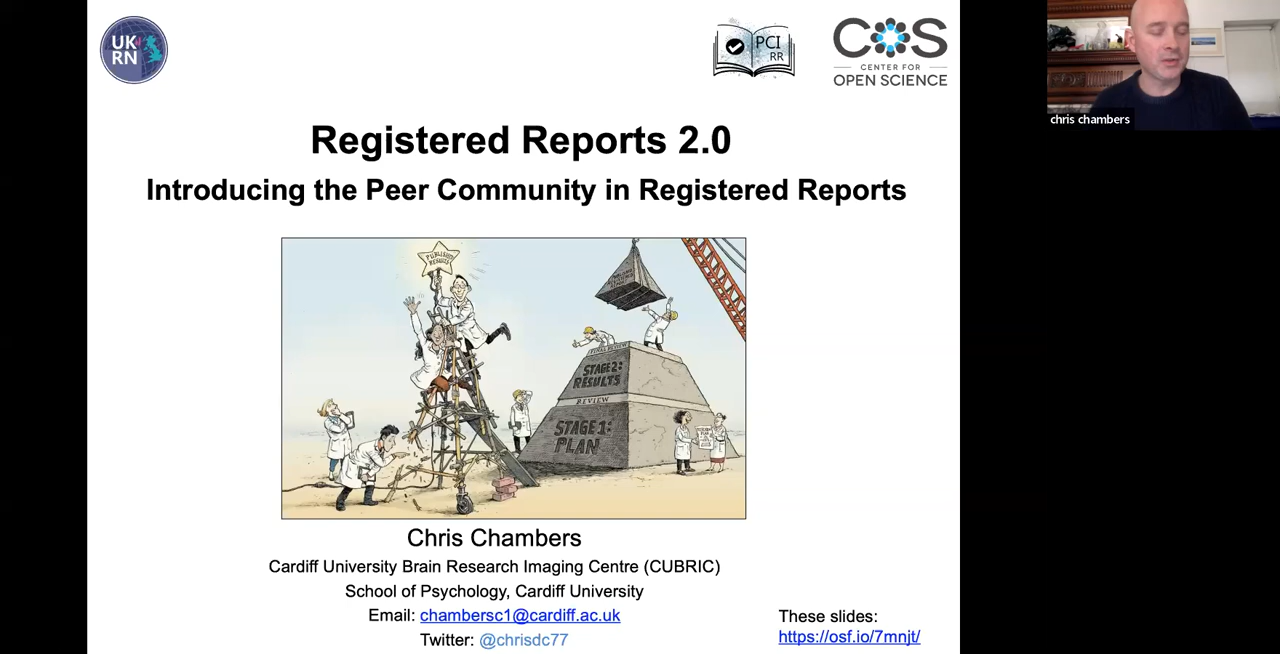 UK
RN
PCI
RR
COS
CENTER FOR
OPEN SCIENCE
chris chambers
Registered Reports 2.0
Introducing the Peer Community in Registered Reports
PUBLISHED
RESULTS
STAGE 2:
RESULTS
REVIEW
STAGE 1:
PLAN
Chris Chambers
Cardiff University Brain Research Imaging Centre (CUBRIC)
School of Psychology, Cardiff University
Email: chambersc1@cardiff.ac.uk
Twitter: @chrisdc77
These slides:
https://osf.io/7mnjt/